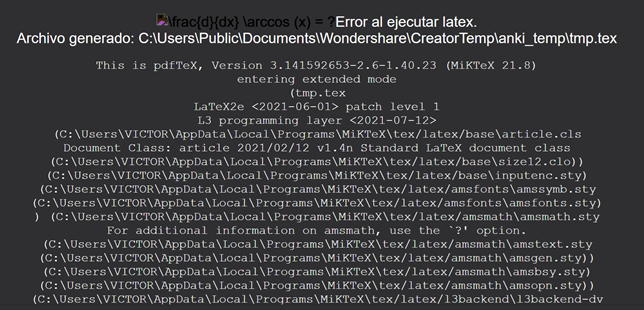 \frac{d}{dx} \arccos (x) = ?Error al ejecutar latex.
Archivo generado: C:\Users\Public\Documents\Wondershare\CreatorTemp\anki_temp\tmp.tex
This is pdfTeX, Version 3.141592653-2.6-1.40.23 (MiKTeX 21.8)
entering extended mode
(tmp.tex
LaTeX2e <2021-06-01> patch level 1
L3 programming layer <2021-07-12>
(C:\Users\VICTOR\AppData\Local\Programs\MiKTeX\tex/latex/base\article.cls
Document Class: article 2021/02/12 v1.4n Standard LaTeX document class
(C:\Users\VICTOR\AppData\Local\Programs\MiKTeX\tex/latex/base\size12.clo))
(C:\Users\VICTOR\AppData\Local\Programs\MiKTeX\tex/latex/base\inputenc.sty)
(C:\Users\VICTOR\AppData\Local\Programs\MiKTeX\tex/latex/amsfonts\amssymb.sty
(C:\Users\VICTOR\AppData\Local\Programs\MiKTeX\tex/latex/amsfonts\amsfonts.sty)
) (C:\Users\VICTOR\AppData\Local\Programs\MiKTeX\tex/latex/amsmath\amsmath.sty
For additional information on amsmath, use the `?' option.
(C:\Users\VICTOR\AppData\Local\Programs\MiKTeX\tex/latex/amsmath\amstext.sty
(C:\Users\VICTOR\AppData\Local\Programs\MiKTeX\tex/latex/amsmath\amsgen.sty))
(C:\Users\VICTOR\AppData\Local\Programs\MiKTeX\tex/latex/amsmath\amsbsy.sty)
(C:\Users\VICTOR\AppData\Local\Programs\MiKTeX\tex/latex/amsmath\amsopn.sty))
(C:\Users\VICTOR\AppData\Local\Programs\MiKTeX\tex/latex/l3backend\l3backend-dv